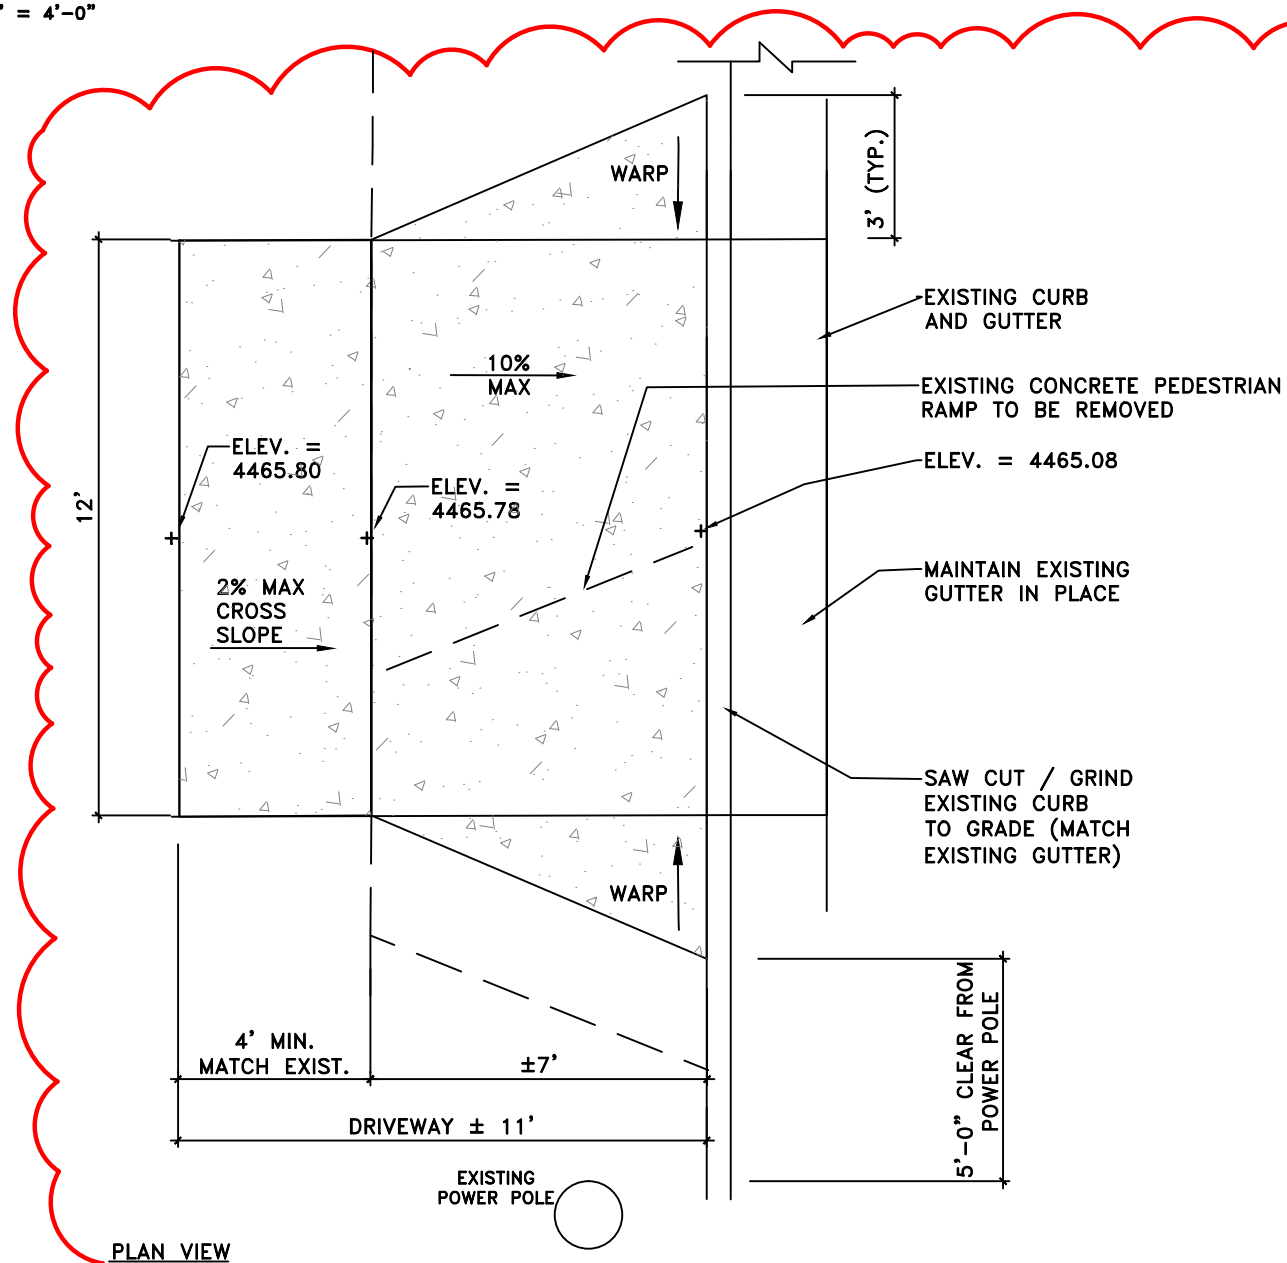 ' = 4'-0"
WARP
3' (TYP.)
EXISTING CURB
AND GUTTER
10%
MAX
EXISTING CONCRETE PEDESTRIAN
RAMP TO BE REMOVED
ELEV. =
4465.80
ELEV. = 4465.08
ELEV. =
4465.78
12'
MAINTAIN EXISTING
GUTTER IN PLACE
2% MAX
CROSS
SLOPE
SAW CUT / GRIND
EXISTING CURB
TO GRADE (MATCH
EXISTING GUTTER)
WARP
5'-0" CLEAR FROM
POWER POLE
4' MIN.
MATCH EXIST.
±7'
DRIVEWAY ± 11'
EXISTING
POWER POLE
PLAN VIEW